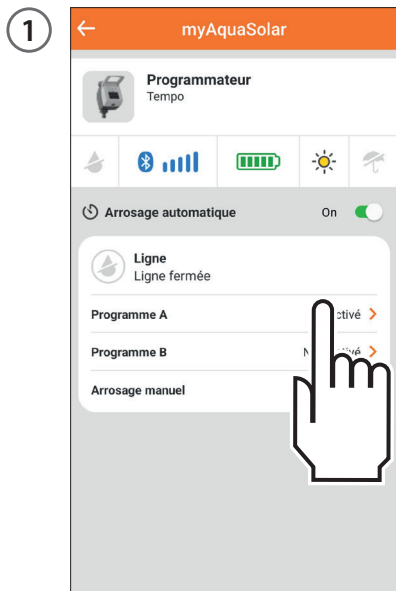 1
myAquaSolar
Programmateur
Tempo
Arrosage automatique On
Ligne
Ligne fermée
Programme A
Programme B
Arrosage manuel